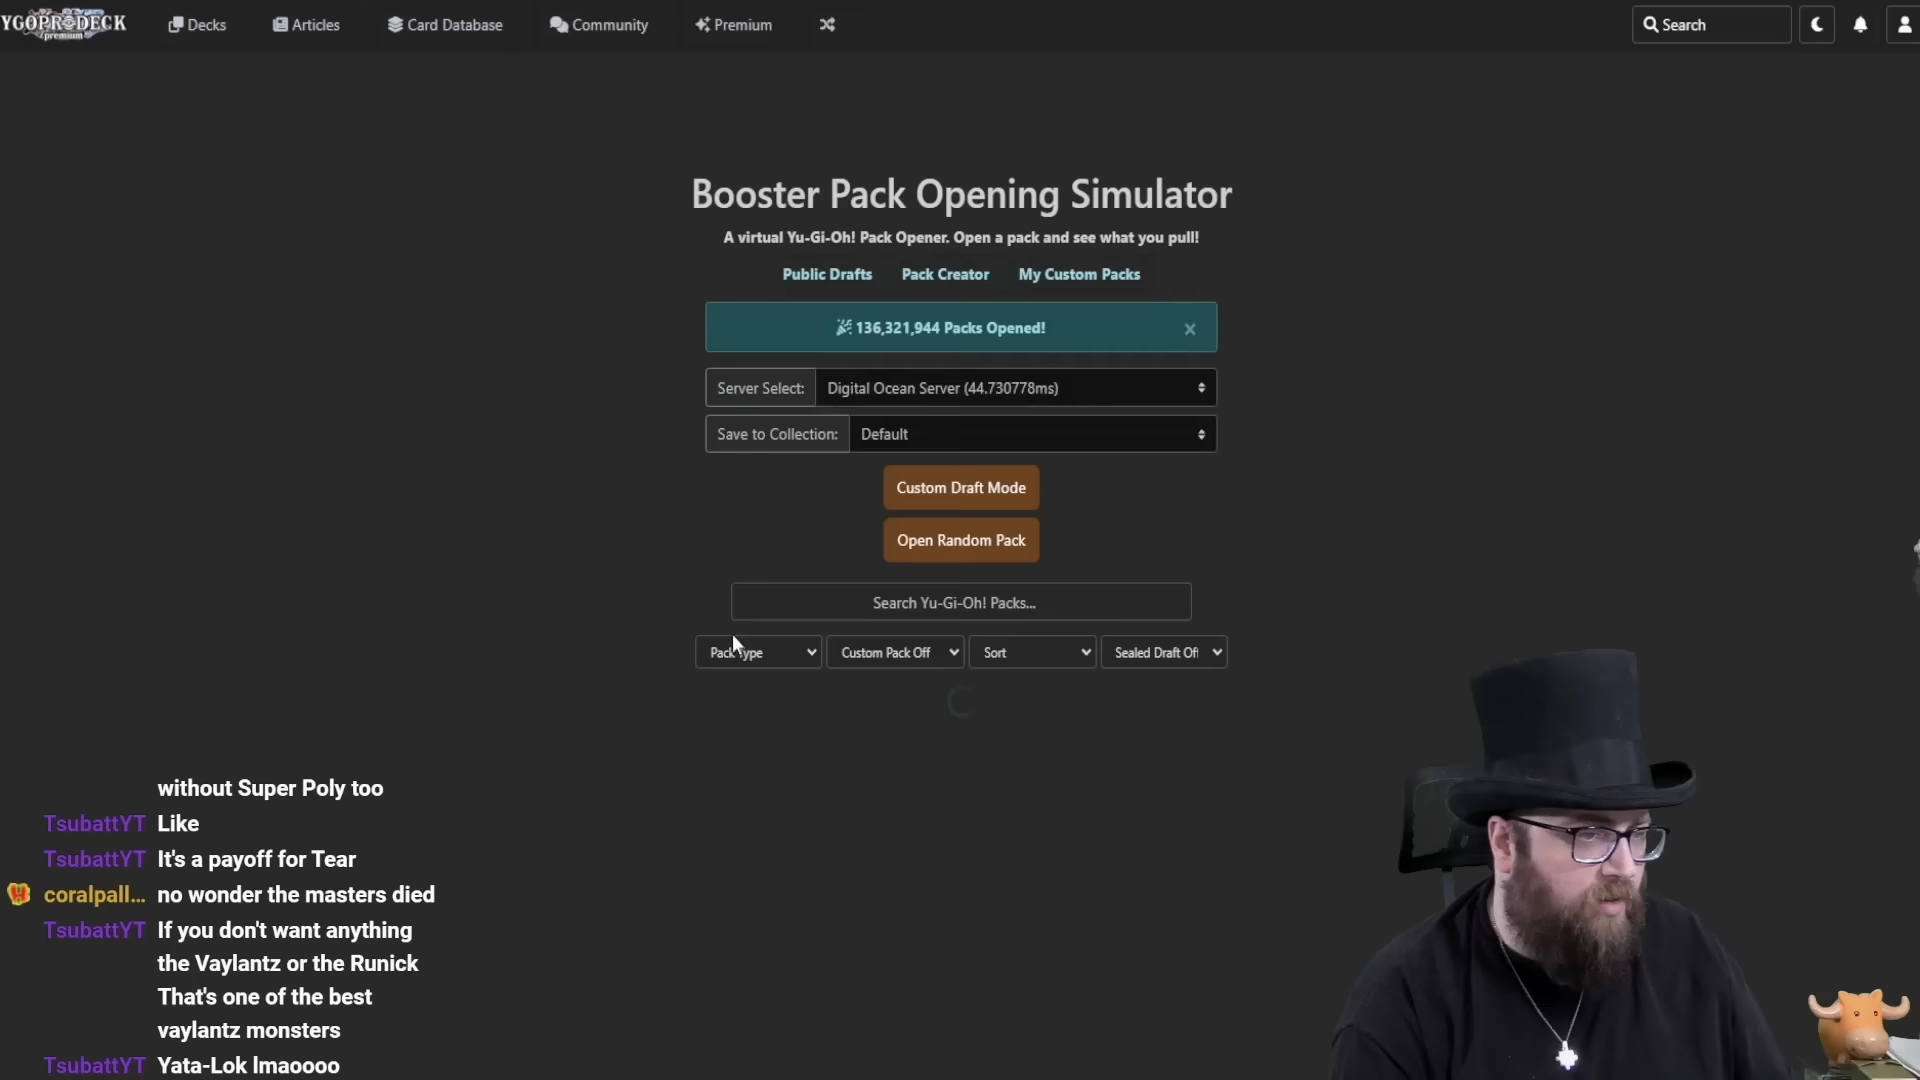 YGOPRODECK
premium
Decks
Articles
Card Database
Community
Premium
Search
Booster Pack Opening Simulator
A virtual Yu-Gi-Oh! Pack Opener. Open a pack and see what you pull!
Public Drafts
Pack Creator
My Custom Packs
136,321,944 Packs Opened!
×
Server Select:
Digital Ocean Server (44.730778ms)
Save to Collection:
Default
Custom Draft Mode
Open Random Pack
Search Yu-Gi-Oh! Packs...
Pack Type
Custom Pack Off
Sort
Sealed Draft Off
without Super Poly too
TsubattYT Like
TsubattYT It's a payoff for Tear
coralpall... no wonder the masters died
TsubattYT If you don't want anything
the Vaylantz or the Runick
That's one of the best
vaylantz monsters
TsubattYT Yata-Lok lmaoooo